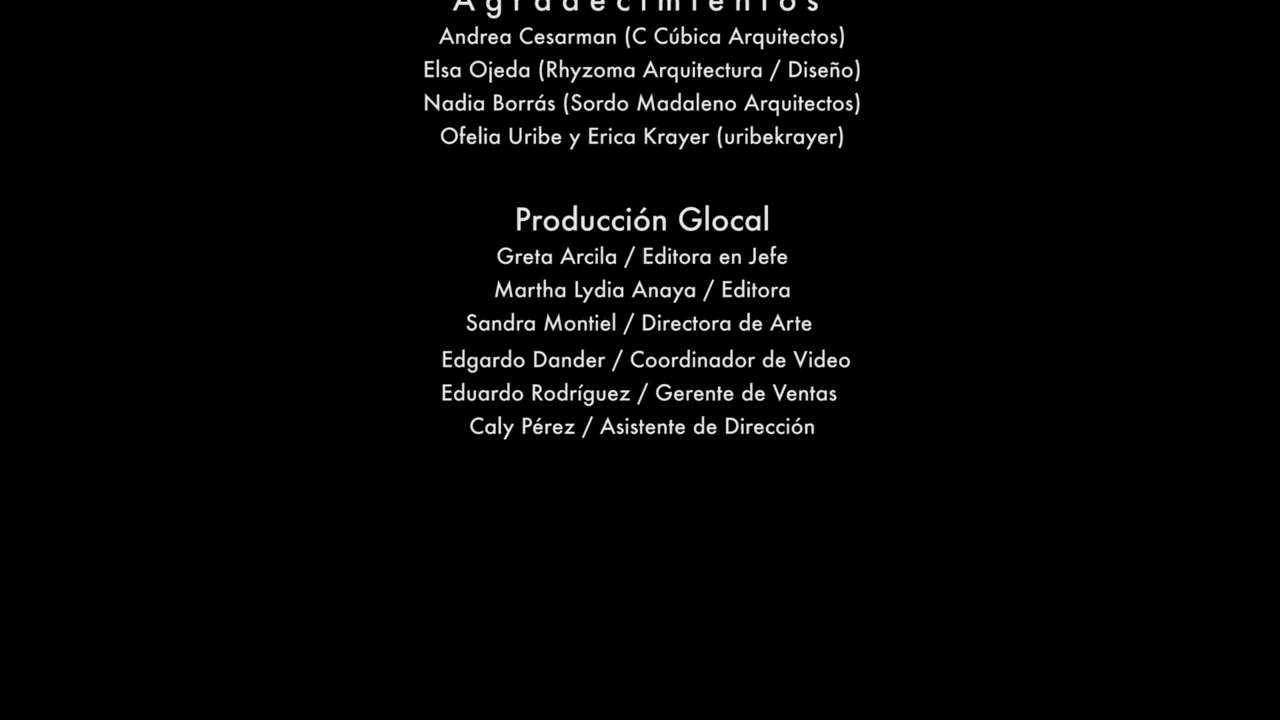 Agradecimientos
Andrea Cesarman (C Cúbica Arquitectos)
Elsa Ojeda (Rhyzoma Arquitectura / Diseño)
Nadia Borrás (Sordo Madaleno Arquitectos)
Ofelia Uribe y Erica Krayer (uribekrayer)
Producción Glocal
Greta Arcila / Editora en Jefe
Martha Lydia Anaya / Editora
Sandra Montiel / Directora de Arte
Edgardo Dander / Coordinador de Video
Eduardo Rodríguez / Gerente de Ventas
Caly Pérez / Asistente de Dirección